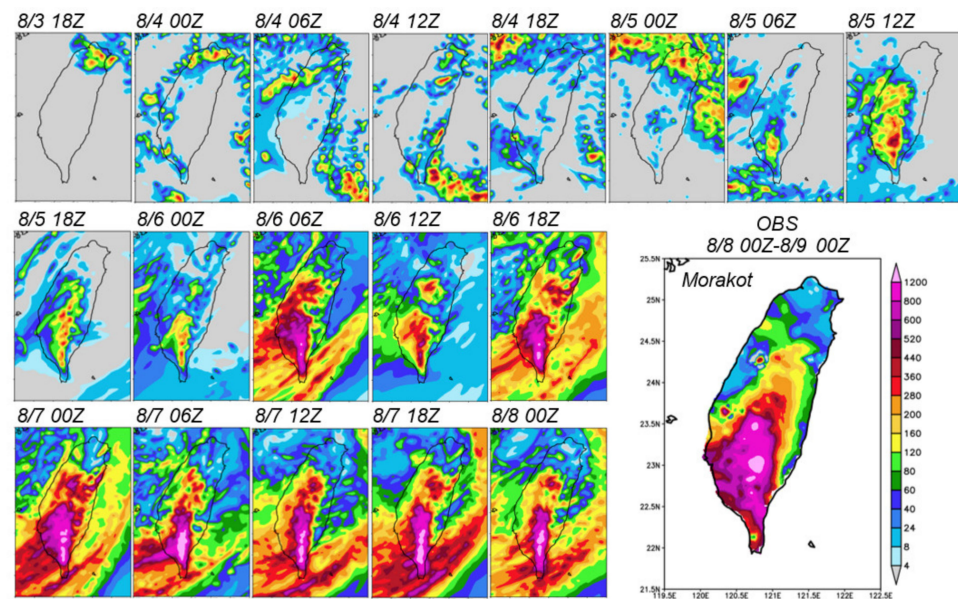 8/3 18Z 8/4 00Z 8/4 06Z 8/4 12Z 8/4 18Z 8/5 00Z 8/5 06Z 8/5 12Z
8/5 18Z 8/6 00Z 8/6 06Z 8/6 12Z 8/6 18Z
OBS
8/8 00Z-8/9 00Z
Morakot
8/7 00Z 8/7 06Z 8/7 12Z 8/7 18Z 8/8 00Z
25.5N
25N
24.5N
24N
23.5N
23N
22.5N
22N
21.5N
119.5E 120E 120.5E 121E 121.5E 122E 122.5E
1200
800
600
520
440
360
280
200
160
120
80
60
40
24
8
4